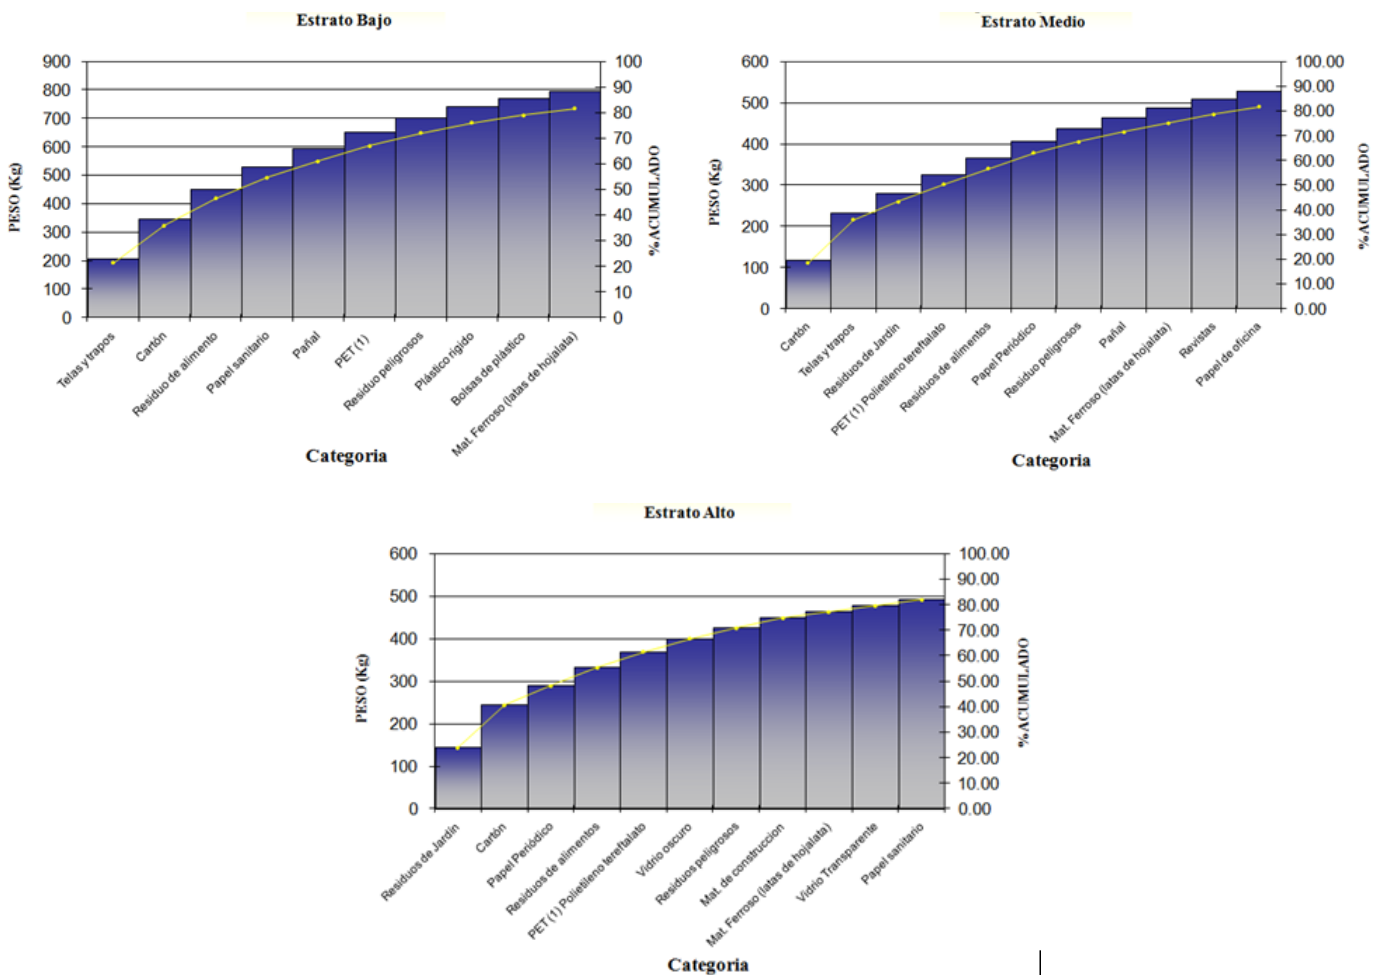 Estrato Bajo
900
800
700
600
500
400
300
200
100
0
PESO (Kg)
100
90
80
70
60
50
40
30
20
10
0
%ACUMULADO
Telas y trapos
Cartón
Residuo de alimento
Papel sanitario
Pañal
PET (1)
Residuo peligrosos
Plástico rigido
Bolsas de plástico
Mat. Ferroso (latas de hojalata)
Categoria
Estrato Medio
600
500
400
300
200
100
0
PESO (Kg)
100.00
90.00
80.00
70.00
60.00
50.00
40.00
30.00
20.00
10.00
0.00
%ACUMULADO
Cartón
Telas y trapos
Residuos de Jardín
PET (1) Polietileno tereftalato
Residuos de alimentos
Papel Periódico
Residuo peligrosos
Pañal
Mat. Ferroso (latas de hojalata)
Revistas
Papel de oficina
Categoria
Estrato Alto
600
500
400
300
200
100
0
PESO (Kg)
100.00
90.00
80.00
70.00
60.00
50.00
40.00
30.00
20.00
10.00
0.00
%ACUMULADO
Residuos de Jardín
Cartón
Papel Periódico
Residuos de alimentos
PET (1) Polietileno tereftalato
Vidrio oscuro
Residuos peligrosos
Mat. de construccion
Mat. Ferroso (latas de hojalata)
Vidrio Transparente
Papel sanitario
Categoria